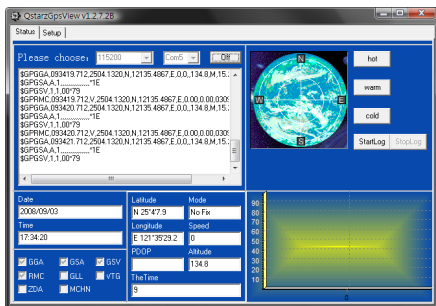 QstarzGpsView v1.2.7.2B
Status Setup
Please choose: 115200 Com5 Off
$GPGGA,093419.712,2504.1320,N,12135.4867,E,0,0,,134.8,M,15.
$GPGSA,A,1,,,,,,,,,,,,,,,*1E
$GPGSV,1,1,00*79
$GPRMC,093419.712,V,2504.1320,N,12135.4867,E,0.00,0.00,0309
$GPGGA,093420.712,2504.1320,N,12135.4867,E,0,0,,134.8,M,15.
$GPGSA,A,1,,,,,,,,,,,,,,,*1E
$GPGSV,1,1,00*79
$GPRMC,093420.712,V,2504.1320,N,12135.4867,E,0.00,0.00,0309
$GPGGA,093421.712,2504.1320,N,12135.4867,E,0,0,,134.8,M,15.
$GPGSA,A,1,,,,,,,,,,,,,,,*1E
$GPGSV,1,1,00*79
N
W E
S
hot
warm
cold
StartLog StopLog
Date
2008/09/03
Time
17:34:20
GGA GSA GSV
RMC GLL VTG
ZDA MCHN
Latitude Mode
N 25°4'7.9 No Fix
Longitude Speed
E 121°35'29.2 0
PDOP Altitude
134.8
TheTime
9
90
80
70
60
50
40
30
20
10
0